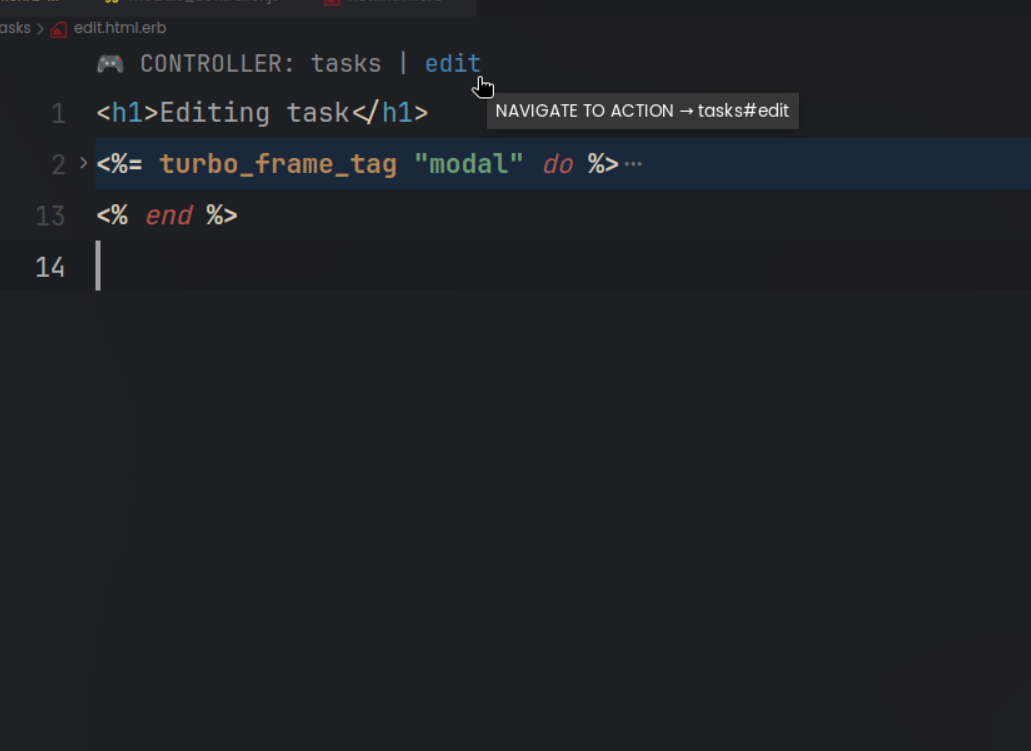 asks > edit.html.erb
🎮 CONTROLLER: tasks | edit
NAVIGATE TO ACTION → tasks#edit
1 <h1>Editing task</h1>
2 > <%= turbo_frame_tag "modal" do %>⋯
13 <% end %>
14